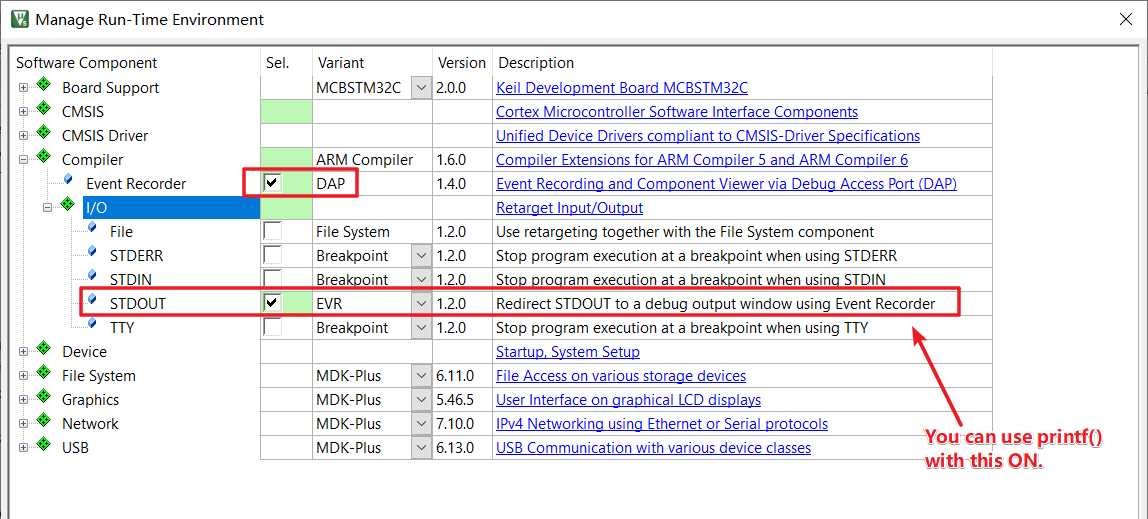 Manage Run-Time Environment
Software Component Sel. Variant Version Description
Board Support MCBSTM32C 2.0.0 Keil Development Board MCBSTM32C
CMSIS Cortex Microcontroller Software Interface Components
CMSIS Driver Unified Device Drivers compliant to CMSIS-Driver Specifications
Compiler ARM Compiler 1.6.0 Compiler Extensions for ARM Compiler 5 and ARM Compiler 6
Event Recorder DAP 1.4.0 Event Recording and Component Viewer via Debug Access Port (DAP)
I/O Retarget Input/Output
File File System 1.2.0 Use retargeting together with the File System component
STDERR Breakpoint 1.2.0 Stop program execution at a breakpoint when using STDERR
STDIN Breakpoint 1.2.0 Stop program execution at a breakpoint when using STDIN
STDOUT EVR 1.2.0 Redirect STDOUT to a debug output window using Event Recorder
TTY Breakpoint 1.2.0 Stop program execution at a breakpoint when using TTY
Device Startup, System Setup
File System MDK-Plus 6.11.0 File Access on various storage devices
Graphics MDK-Plus 5.46.5 User Interface on graphical LCD displays
Network MDK-Plus 7.10.0 IPv4 Networking using Ethernet or Serial protocols
USB MDK-Plus 6.13.0 USB Communication with various device classes
You can use printf()
with this ON.